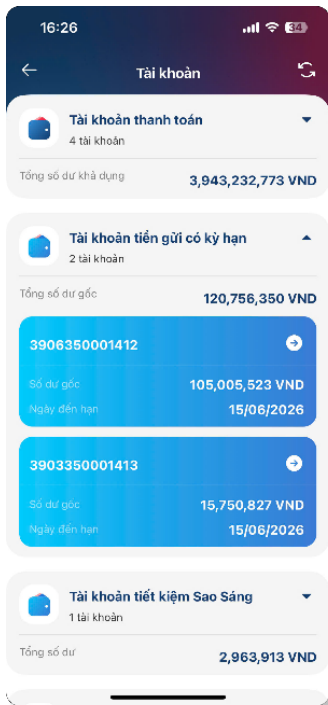 16:26
34
Tài khoản
Tài khoản thanh toán
4 tài khoản
Tổng số dư khả dụng
3,943,232,773 VND
Tài khoản tiền gửi có kỳ hạn
2 tài khoản
Tổng số dư gốc
120,756,350 VND
3906350001412
Số dư gốc
105,005,523 VND
Ngày đến hạn
15/06/2026
3903350001413
Số dư gốc
15,750,827 VND
Ngày đến hạn
15/06/2026
Tài khoản tiết kiệm Sao Sáng
1 tài khoản
Tổng số dư
2,963,913 VND